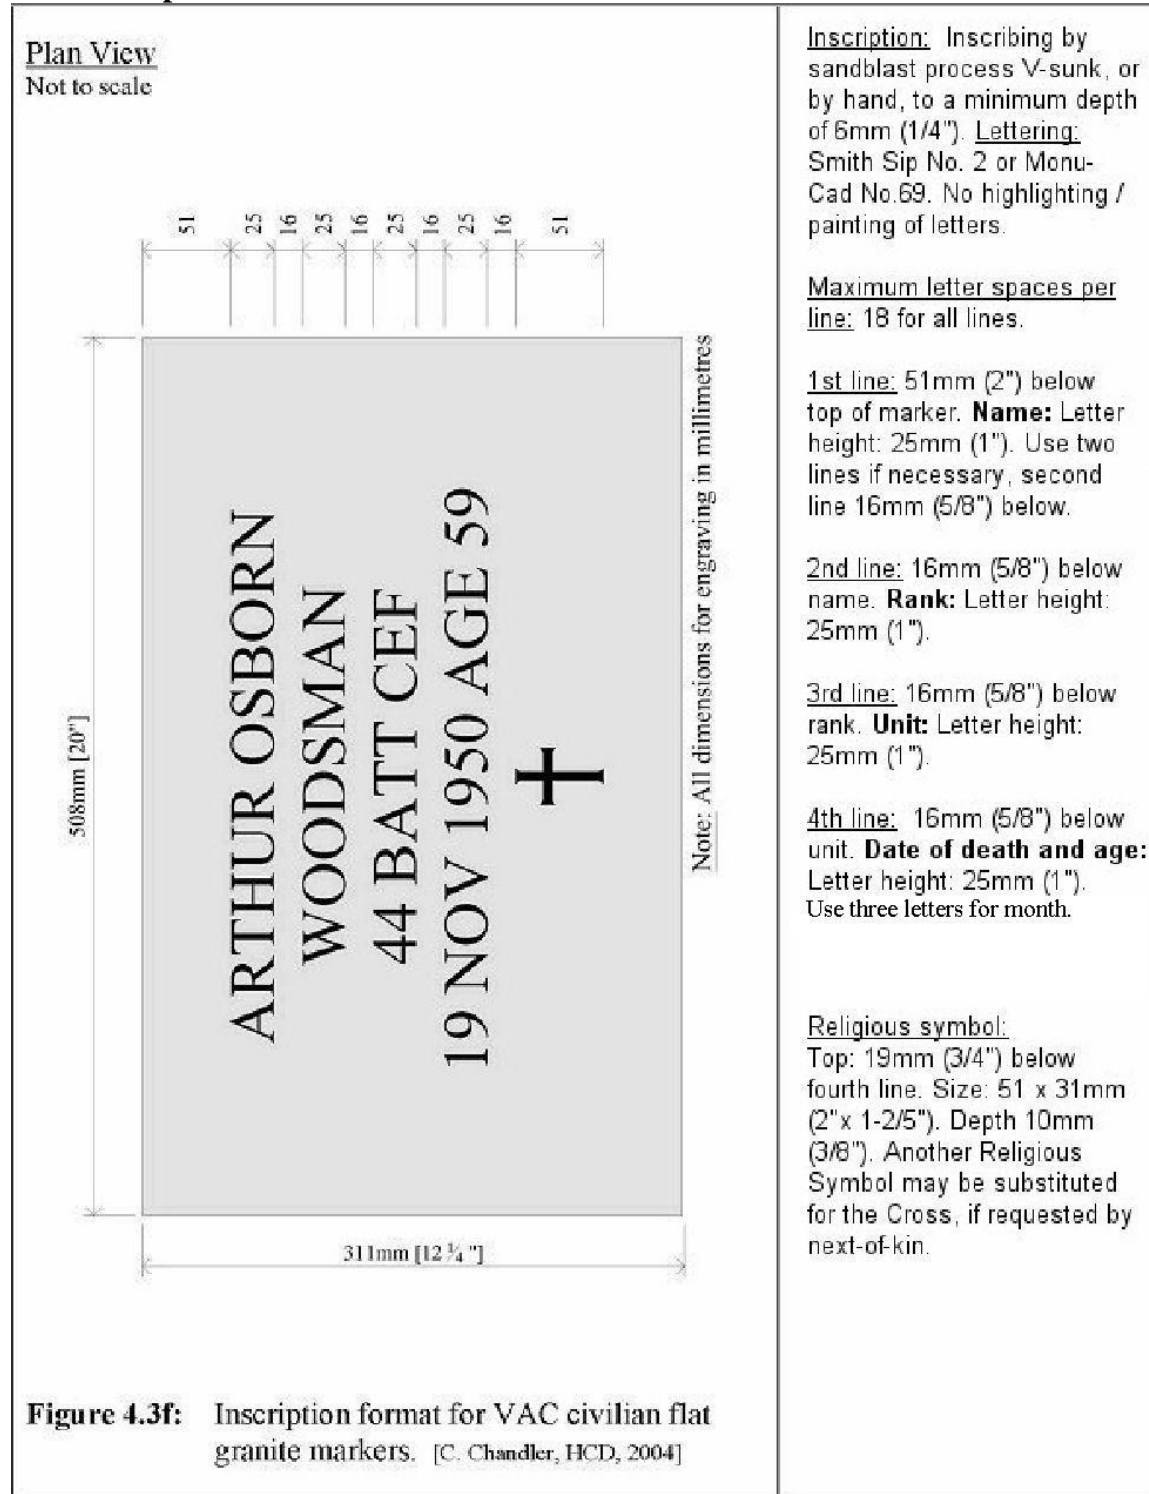 Plan View
Not to scale
51
25
16
25
16
25
16
25
16
51
508mm [20"]
ARTHUR OSBORN
WOODSMAN
44 BATT CEF
19 NOV 1950 AGE 59
Note: All dimensions for engraving in millimetres
311mm [12 ¼ "]
Figure 4.3f: Inscription format for VAC civilian flat
granite markers. [C. Chandler, HCD, 2004]
Inscription: Inscribing by
sandblast process V-sunk, or
by hand, to a minimum depth
of 6mm (1/4"). Lettering:
Smith Sip No. 2 or Monu-
Cad No.69. No highlighting /
painting of letters.
Maximum letter spaces per
line: 18 for all lines.
1st line: 51mm (2") below
top of marker. Name: Letter
height: 25mm (1"). Use two
lines if necessary, second
line 16mm (5/8") below.
2nd line: 16mm (5/8") below
name. Rank: Letter height:
25mm (1").
3rd line: 16mm (5/8") below
rank. Unit: Letter height:
25mm (1").
4th line: 16mm (5/8") below
unit. Date of death and age:
Letter height: 25mm (1").
Use three letters for month.
Religious symbol:
Top: 19mm (3/4") below
fourth line. Size: 51 x 31mm
(2"x 1-2/5"). Depth 10mm
(3/8"). Another Religious
Symbol may be substituted
for the Cross, if requested by
next-of-kin.